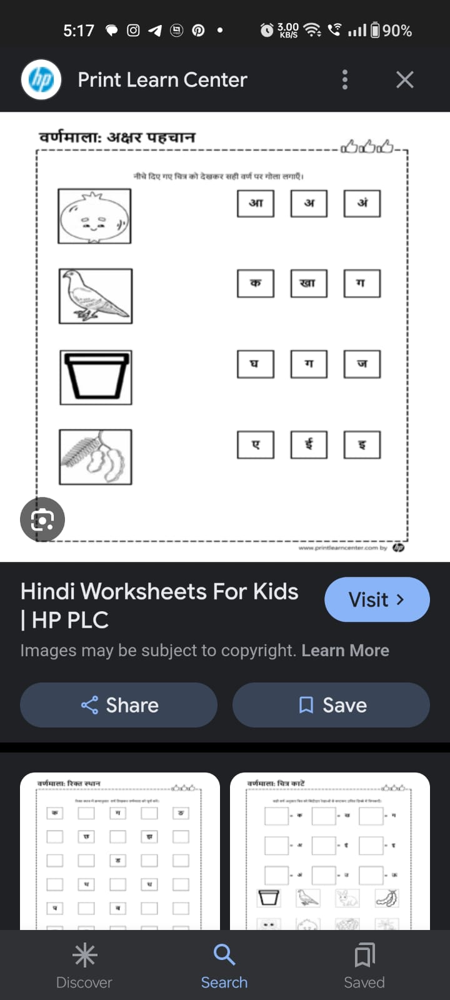 5:17
3.00 KB/S
90%
hp Print Learn Center
वर्णमाला: अक्षर पहचान
नीचे दिए गए चित्र को देखकर सही वर्ण पर गोला लगाएँ।
आ अ अं
क खा ग
घ ग ज
ए ई इ
www.printlearncenter.com by hp
Hindi Worksheets For Kids
| HP PLC
Visit
Images may be subject to copyright. Learn More
Share Save
वर्णमाला: रिक्त स्थान
क ग ङ
छ झ
ड
थ ध
प ब
वर्णमाला: चित्र काटें
- क - ख - ग
- अ - ई - इ
- अं - उ - ऊ
Discover Search Saved